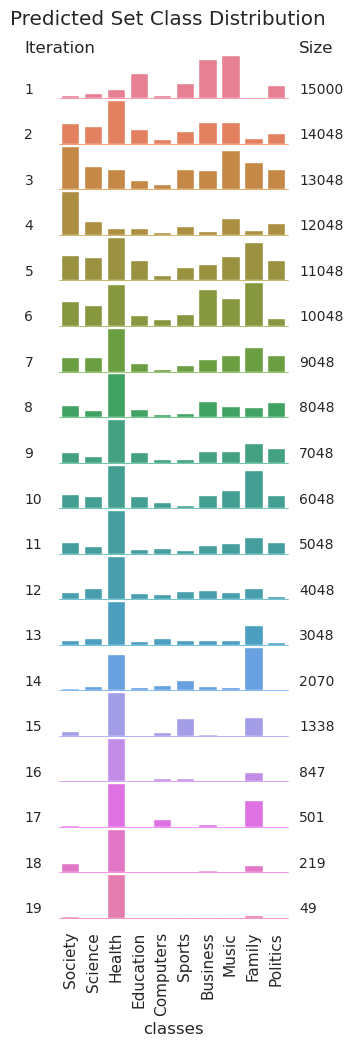 Predicted Set Class Distribution
Iteration Size
1 15000
2 14048
3 13048
4 12048
5 11048
6 10048
7 9048
8 8048
9 7048
10 6048
11 5048
12 4048
13 3048
14 2070
15 1338
16 847
17 501
18 219
19 49
Society
Science
Health
Education
Computers
Sports
Business
Music
Family
Politics
classes